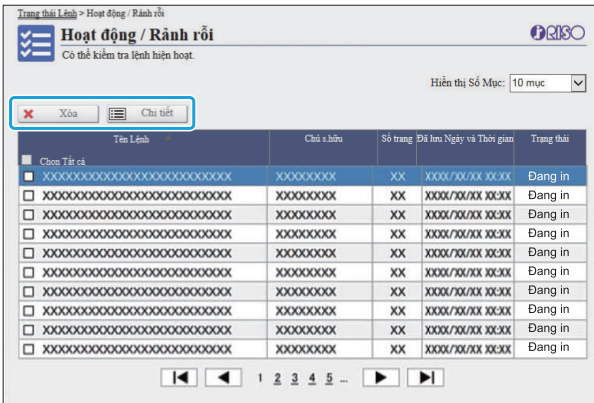 Trạng thái Lệnh > Hoạt động / Rảnh rỗi
Hoạt động / Rảnh rỗi
RISO
Có thể kiểm tra lệnh hiện hoạt.
Hiển thị Số Mục: 10 mục
Xóa Chi tiết
Tên Lệnh Chủ s.hữu Số trang Đã lưu Ngày và Thời gian Trạng thái
Chọn Tất cả
XXXXXXXXXXXXXXXXXXXXXXXX XXXXXXXX XX XXXX/XX/XX XX:XX Đang in
XXXXXXXXXXXXXXXXXXXXXXXX XXXXXXXX XX XXXX/XX/XX XX:XX Đang in
XXXXXXXXXXXXXXXXXXXXXXXX XXXXXXXX XX XXXX/XX/XX XX:XX Đang in
XXXXXXXXXXXXXXXXXXXXXXXX XXXXXXXX XX XXXX/XX/XX XX:XX Đang in
XXXXXXXXXXXXXXXXXXXXXXXX XXXXXXXX XX XXXX/XX/XX XX:XX Đang in
XXXXXXXXXXXXXXXXXXXXXXXX XXXXXXXX XX XXXX/XX/XX XX:XX Đang in
XXXXXXXXXXXXXXXXXXXXXXXX XXXXXXXX XX XXXX/XX/XX XX:XX Đang in
XXXXXXXXXXXXXXXXXXXXXXXX XXXXXXXX XX XXXX/XX/XX XX:XX Đang in
XXXXXXXXXXXXXXXXXXXXXXXX XXXXXXXX XX XXXX/XX/XX XX:XX Đang in
XXXXXXXXXXXXXXXXXXXXXXXX XXXXXXXX XX XXXX/XX/XX XX:XX Đang in
1 2 3 4 5 ...